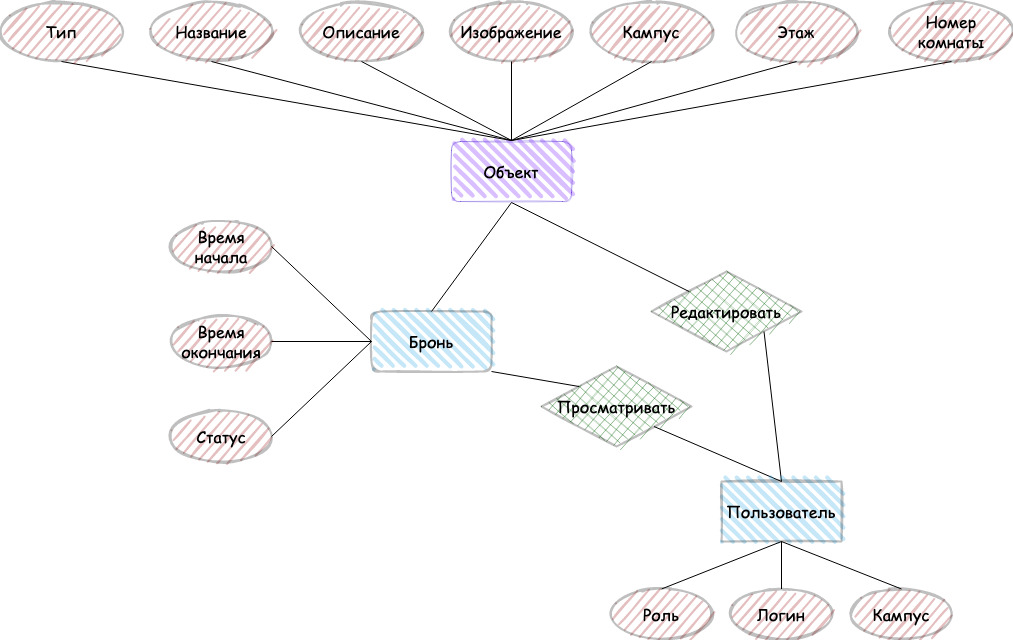 Тип
Название
Описание
Изображение
Кампус
Этаж
Номер
комнаты
Объект
Время
начала
Редактировать
Время
окончания
Бронь
Просматривать
Статус
Пользователь
Роль
Логин
Кампус